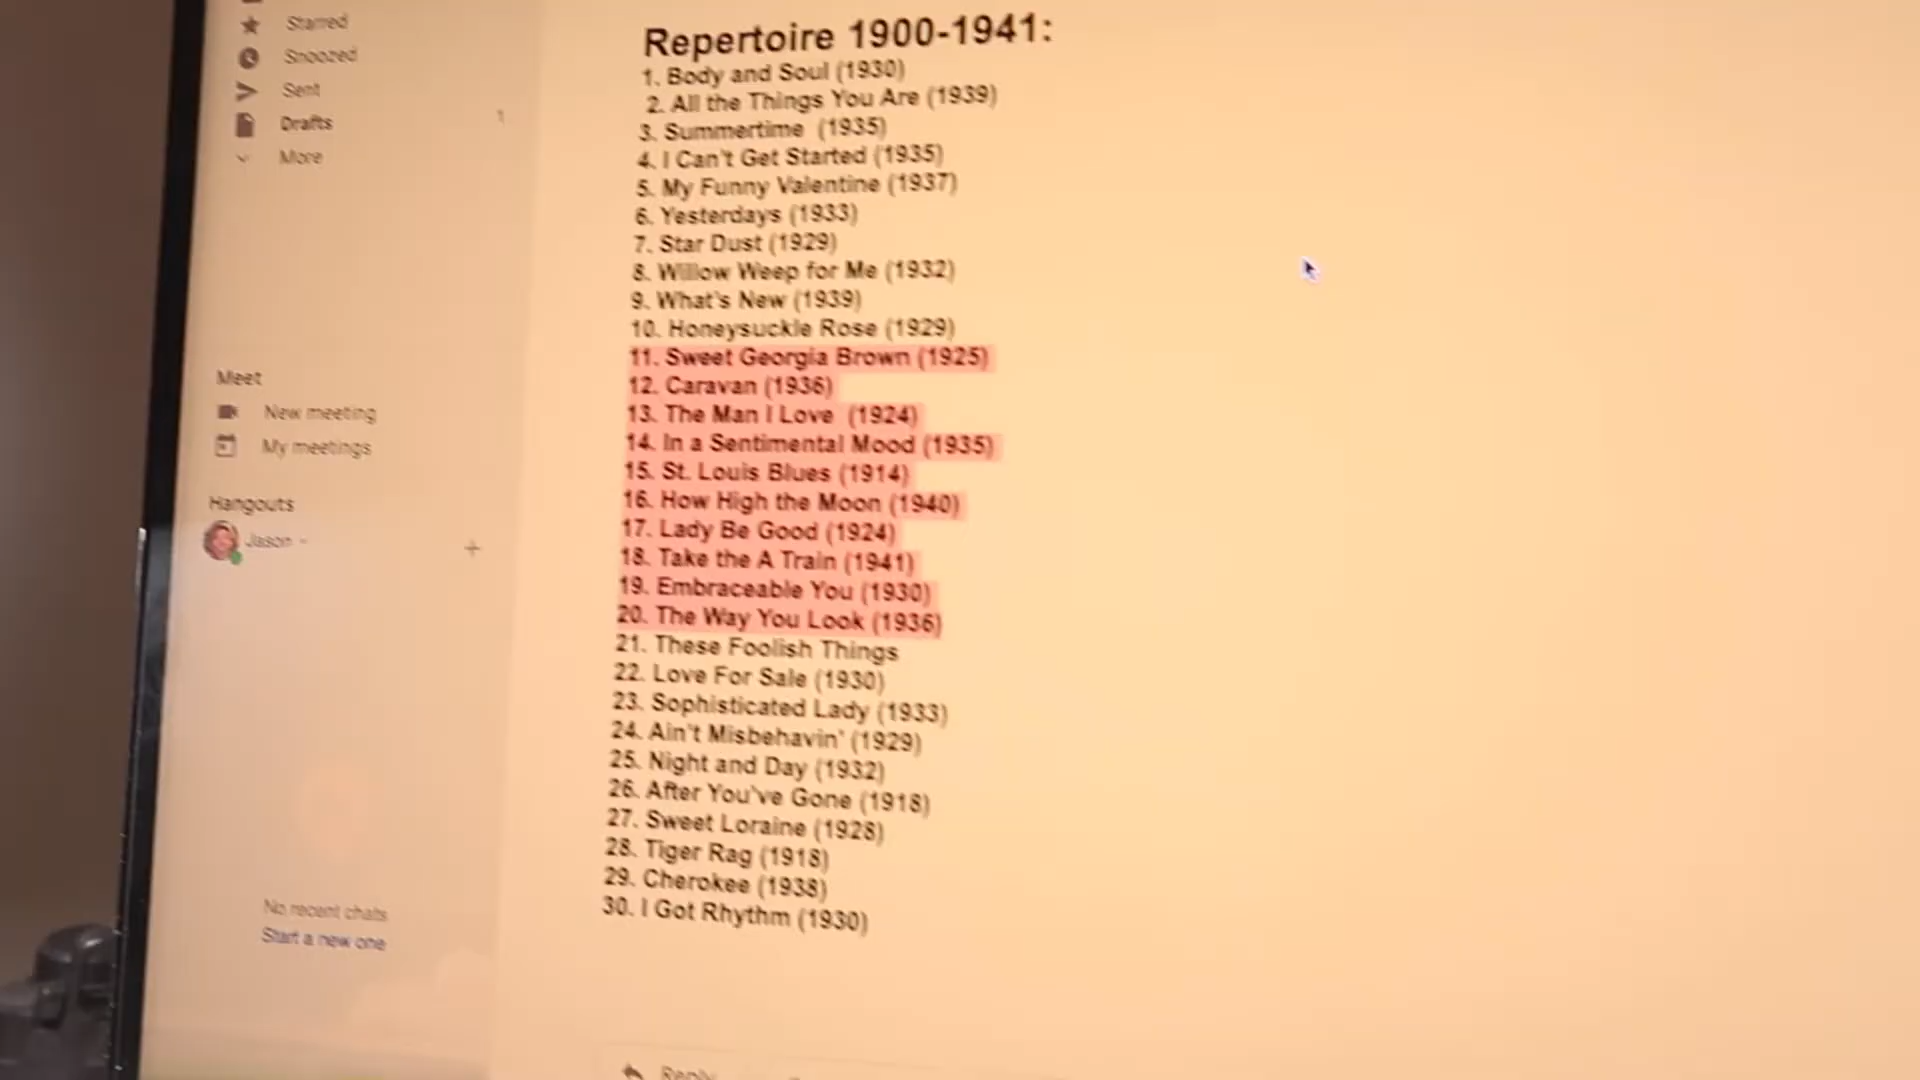 Starred
Snoozed
Sent
Drafts 1
More
Meet
New meeting
My meetings
Hangouts
Jason
No recent chats
Start a new one
Repertoire 1900-1941:
1. Body and Soul (1930)
2. All the Things You Are (1939)
3. Summertime (1935)
4. I Can't Get Started (1935)
5. My Funny Valentine (1937)
6. Yesterdays (1933)
7. Star Dust (1929)
8. Willow Weep for Me (1932)
9. What's New (1939)
10. Honeysuckle Rose (1929)
11. Sweet Georgia Brown (1925)
12. Caravan (1936)
13. The Man I Love (1924)
14. In a Sentimental Mood (1935)
15. St. Louis Blues (1914)
16. How High the Moon (1940)
17. Lady Be Good (1924)
18. Take the A Train (1941)
19. Embraceable You (1930)
20. The Way You Look (1936)
21. These Foolish Things
22. Love For Sale (1930)
23. Sophisticated Lady (1933)
24. Ain't Misbehavin' (1929)
25. Night and Day (1932)
26. After You've Gone (1918)
27. Sweet Loraine (1928)
28. Tiger Rag (1918)
29. Cherokee (1938)
30. I Got Rhythm (1930)
Reply